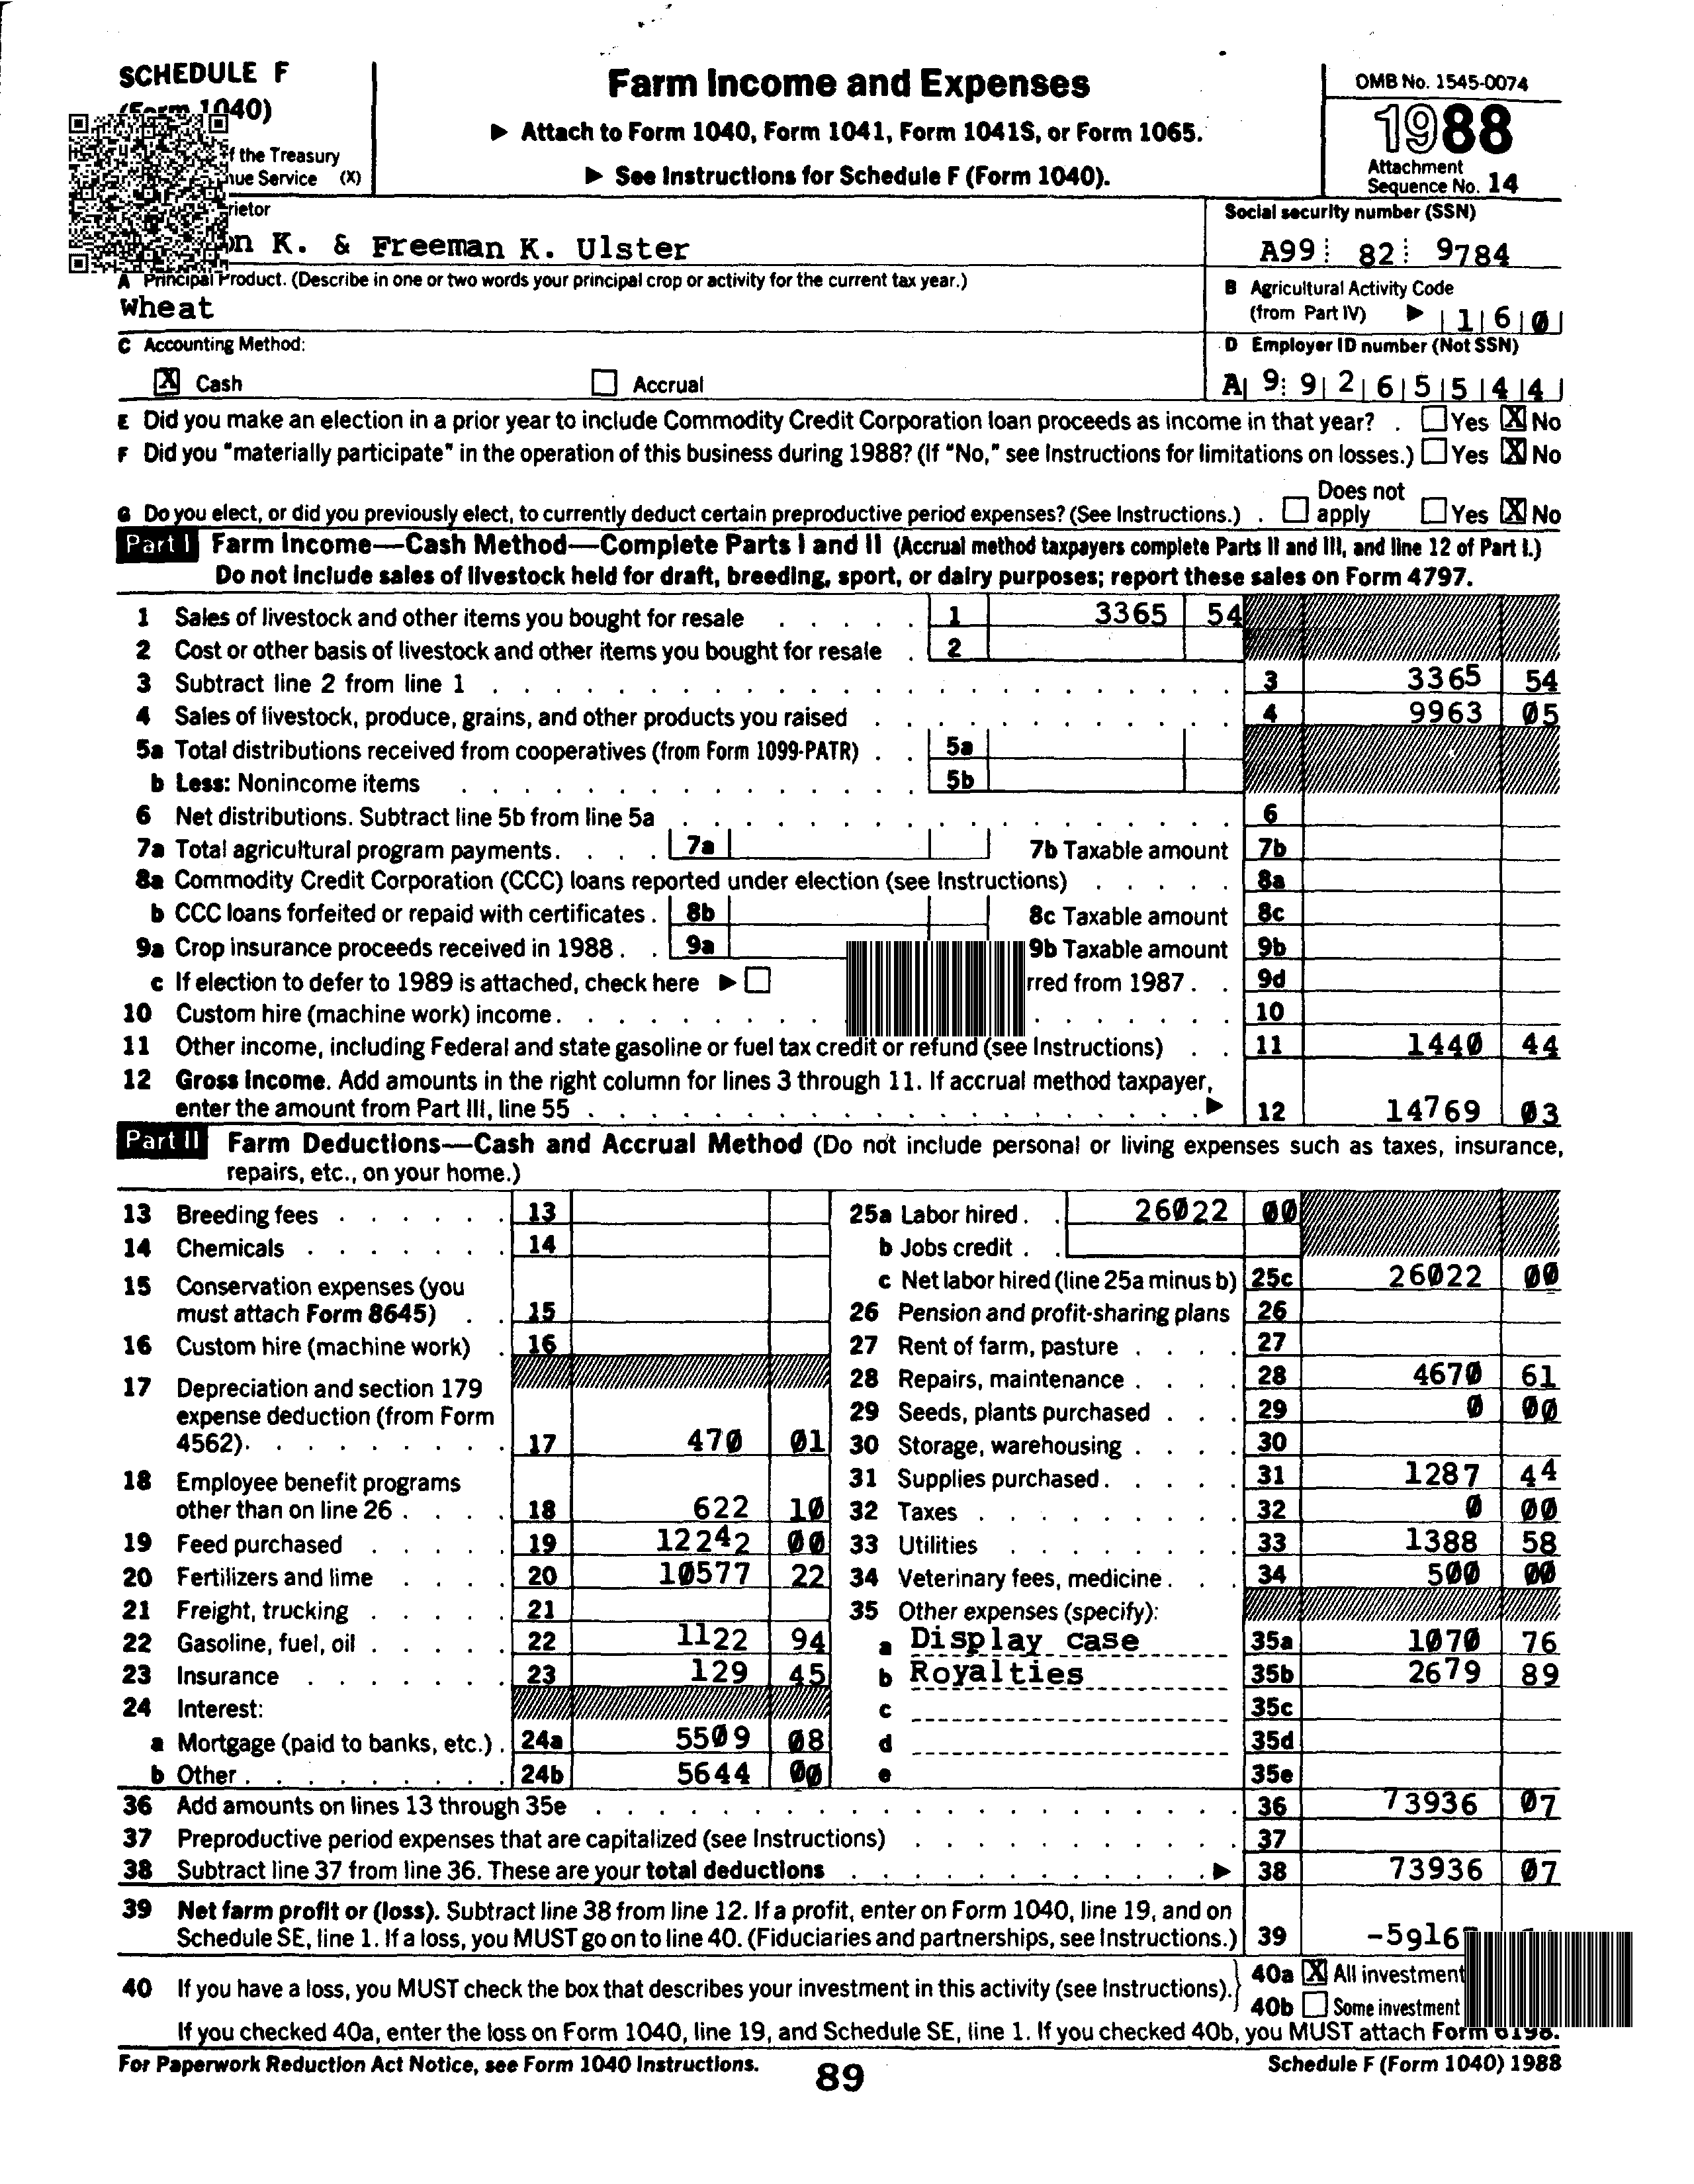 SCHEDULE F
(Form 1040)
f the Treasury
nue Service (X)
Farm Income and Expenses
▶ Attach to Form 1040, Form 1041, Form 1041S, or Form 1065.
▶ See Instructions for Schedule F (Form 1040).
OMB No. 1545-0074
1988
Attachment
Sequence No. 14
rietor
on K. & Freeman K. Ulster
Social security number (SSN)
A99 82 9784
A Principal Product. (Describe in one or two words your principal crop or activity for the current tax year.)
Wheat
B Agricultural Activity Code
(from Part IV) ▶ 1 6 0
C Accounting Method:
X Cash Accrual
D Employer ID number (Not SSN)
A 9 9 2 6 5 5 4 4
E Did you make an election in a prior year to include Commodity Credit Corporation loan proceeds as income in that year? . Yes X No
F Did you "materially participate" in the operation of this business during 1988? (If "No," see Instructions for limitations on losses.) Yes X No
G Do you elect, or did you previously elect, to currently deduct certain preproductive period expenses? (See Instructions.) . Does not apply Yes X No
Part I Farm Income—Cash Method—Complete Parts I and II (Accrual method taxpayers complete Parts II and III, and line 12 of Part I.)
Do not include sales of livestock held for draft, breeding, sport, or dairy purposes; report these sales on Form 4797.
1 Sales of livestock and other items you bought for resale 1 3365 54
2 Cost or other basis of livestock and other items you bought for resale 2
3 Subtract line 2 from line 1 3 3365 54
4 Sales of livestock, produce, grains, and other products you raised 4 9963 05
5a Total distributions received from cooperatives (from Form 1099-PATR) 5a
b Less: Nonincome items 5b
6 Net distributions. Subtract line 5b from line 5a 6
7a Total agricultural program payments. 7a 7b Taxable amount 7b
8a Commodity Credit Corporation (CCC) loans reported under election (see Instructions) 8a
b CCC loans forfeited or repaid with certificates. 8b 8c Taxable amount 8c
9a Crop insurance proceeds received in 1988. 9a 9b Taxable amount 9b
c If election to defer to 1989 is attached, check here ▶ rred from 1987. 9d
10 Custom hire (machine work) income. 10
11 Other income, including Federal and state gasoline or fuel tax credit or refund (see Instructions) 11 1440 44
12 Gross Income. Add amounts in the right column for lines 3 through 11. If accrual method taxpayer,
enter the amount from Part III, line 55 ▶ 12 14769 03
Part II Farm Deductions—Cash and Accrual Method (Do not include personal or living expenses such as taxes, insurance,
repairs, etc., on your home.)
13 Breeding fees 13
14 Chemicals 14
15 Conservation expenses (you
must attach Form 8645) 15
16 Custom hire (machine work) 16
17 Depreciation and section 179
expense deduction (from Form
4562). 17 470 01
18 Employee benefit programs
other than on line 26 18 622 10
19 Feed purchased 19 12242 00
20 Fertilizers and lime 20 10577 22
21 Freight, trucking 21
22 Gasoline, fuel, oil 22 1122 94
23 Insurance 23 129 45
24 Interest:
a Mortgage (paid to banks, etc.) 24a 5509 08
b Other 24b 5644 00
25a Labor hired 26022 00
b Jobs credit
c Net labor hired (line 25a minus b) 25c 26022 00
26 Pension and profit-sharing plans 26
27 Rent of farm, pasture 27
28 Repairs, maintenance 28 4670 61
29 Seeds, plants purchased 29 0 00
30 Storage, warehousing 30
31 Supplies purchased 31 1287 44
32 Taxes 32 0 00
33 Utilities 33 1388 58
34 Veterinary fees, medicine 34 500 00
35 Other expenses (specify):
a Display case 35a 1070 76
b Royalties 35b 2679 89
c 35c
d 35d
e 35e
36 Add amounts on lines 13 through 35e 36 73936 07
37 Preproductive period expenses that are capitalized (see Instructions) 37
38 Subtract line 37 from line 36. These are your total deductions ▶ 38 73936 07
39 Net farm profit or (loss). Subtract line 38 from line 12. If a profit, enter on Form 1040, line 19, and on
Schedule SE, line 1. If a loss, you MUST go on to line 40. (Fiduciaries and partnerships, see Instructions.) 39 -5916
40 If you have a loss, you MUST check the box that describes your investment in this activity (see Instructions).
40a X All investment
40b Some investment
If you checked 40a, enter the loss on Form 1040, line 19, and Schedule SE, line 1. If you checked 40b, you MUST attach Form 6198.
For Paperwork Reduction Act Notice, see Form 1040 Instructions.
89
Schedule F (Form 1040) 1988